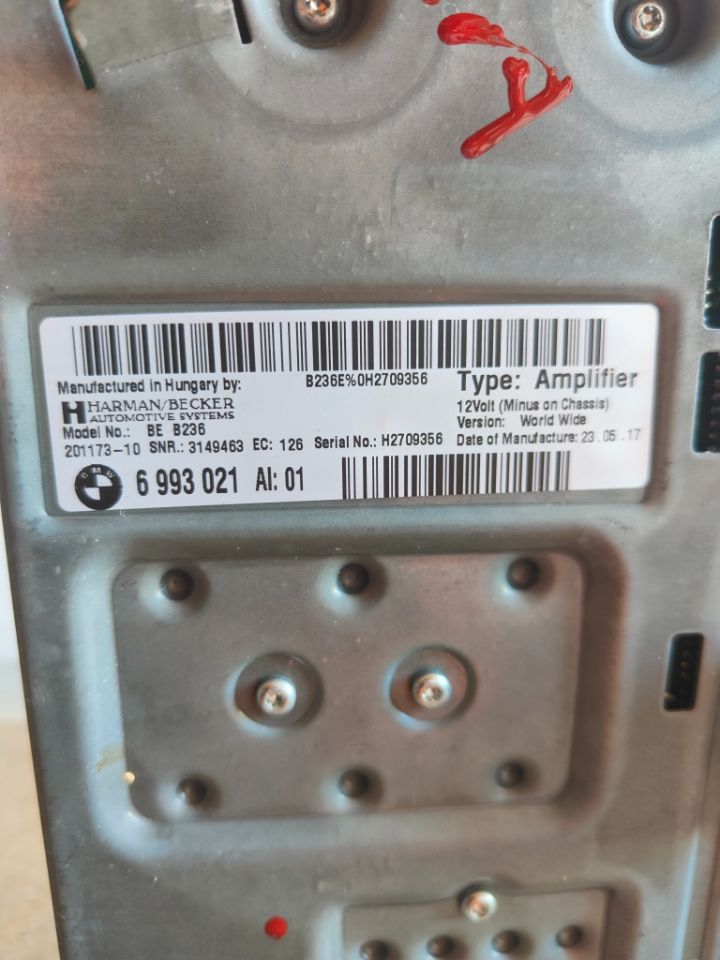 B236E%0H2709356
Type: Amplifier
Manufactured in Hungary by:
HARMAN/BECKER
AUTOMOTIVE SYSTEMS
12Volt (Minus on Chassis)
Version: World Wide
Model No.: BE B236
201173-10 SNR.: 3149463 EC: 126 Serial No.: H2709356 Date of Manufacture: 23.05.17
BMW
6 993 021 AI: 01